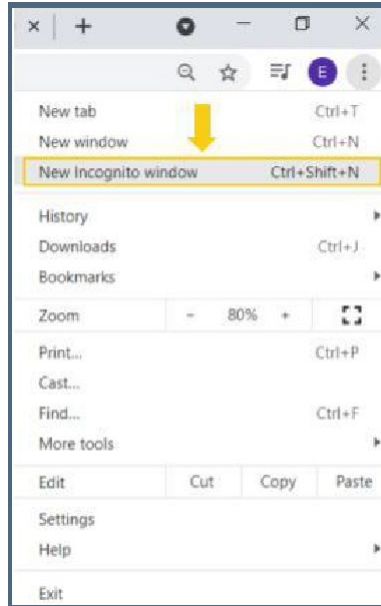 E
New tab Ctrl+T
New window Ctrl+N
New Incognito window Ctrl+Shift+N
History
Downloads Ctrl+J
Bookmarks
Zoom - 80% +
Print... Ctrl+P
Cast...
Find... Ctrl+F
More tools
Edit Cut Copy Paste
Settings
Help
Exit